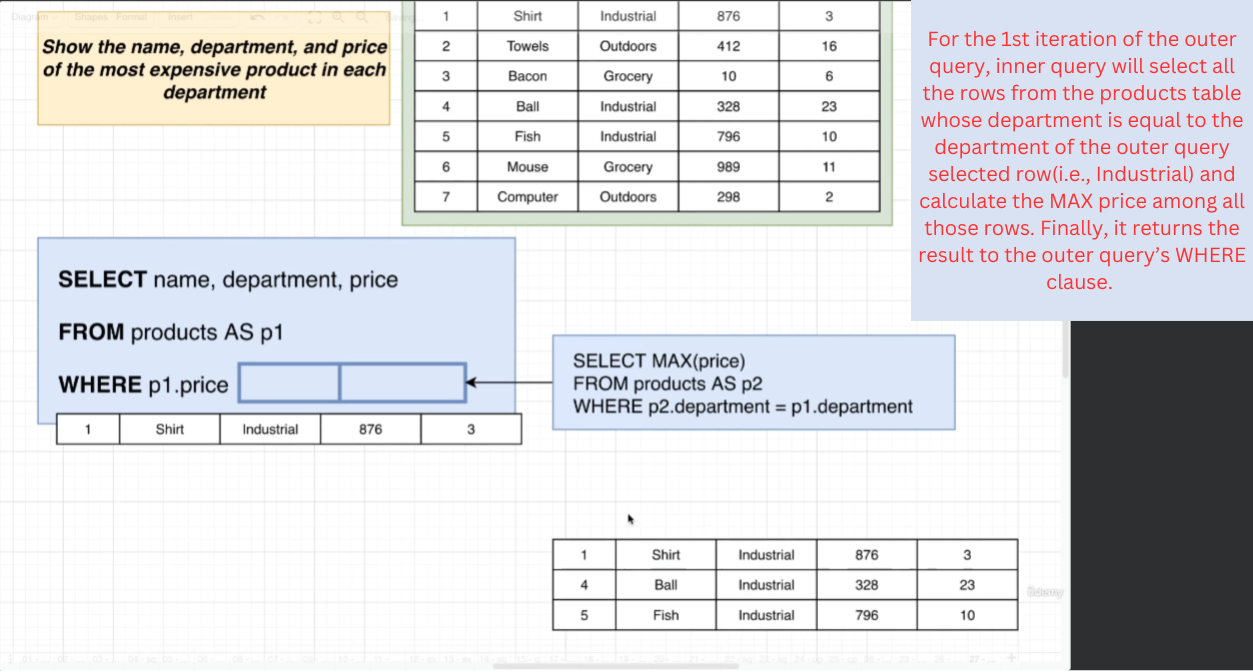 Diagram Shapes Format Insert
Show the name, department, and price
of the most expensive product in each
department
1 Shirt Industrial 876 3
2 Towels Outdoors 412 16
3 Bacon Grocery 10 6
4 Ball Industrial 328 23
5 Fish Industrial 796 10
6 Mouse Grocery 989 11
7 Computer Outdoors 298 2
For the 1st iteration of the outer
query, inner query will select all
the rows from the products table
whose department is equal to the
department of the outer query
selected row(i.e., Industrial) and
calculate the MAX price among all
those rows. Finally, it returns the
result to the outer query’s WHERE
clause.
SELECT name, department, price
FROM products AS p1
WHERE p1.price
SELECT MAX(price)
FROM products AS p2
WHERE p2.department = p1.department
1 Shirt Industrial 876 3
1 Shirt Industrial 876 3
4 Ball Industrial 328 23
5 Fish Industrial 796 10
Udemy